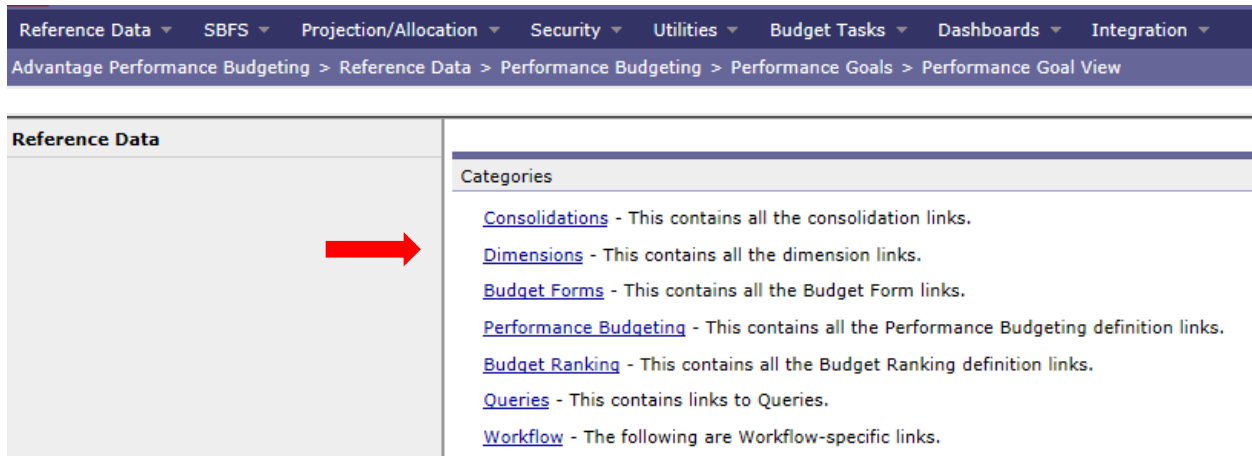 Reference Data SBFS Projection/Allocation Security Utilities Budget Tasks Dashboards Integration
Advantage Performance Budgeting > Reference Data > Performance Budgeting > Performance Goals > Performance Goal View
Reference Data
Categories
Consolidations - This contains all the consolidation links.
Dimensions - This contains all the dimension links.
Budget Forms - This contains all the Budget Form links.
Performance Budgeting - This contains all the Performance Budgeting definition links.
Budget Ranking - This contains all the Budget Ranking definition links.
Queries - This contains links to Queries.
Workflow - The following are Workflow-specific links.